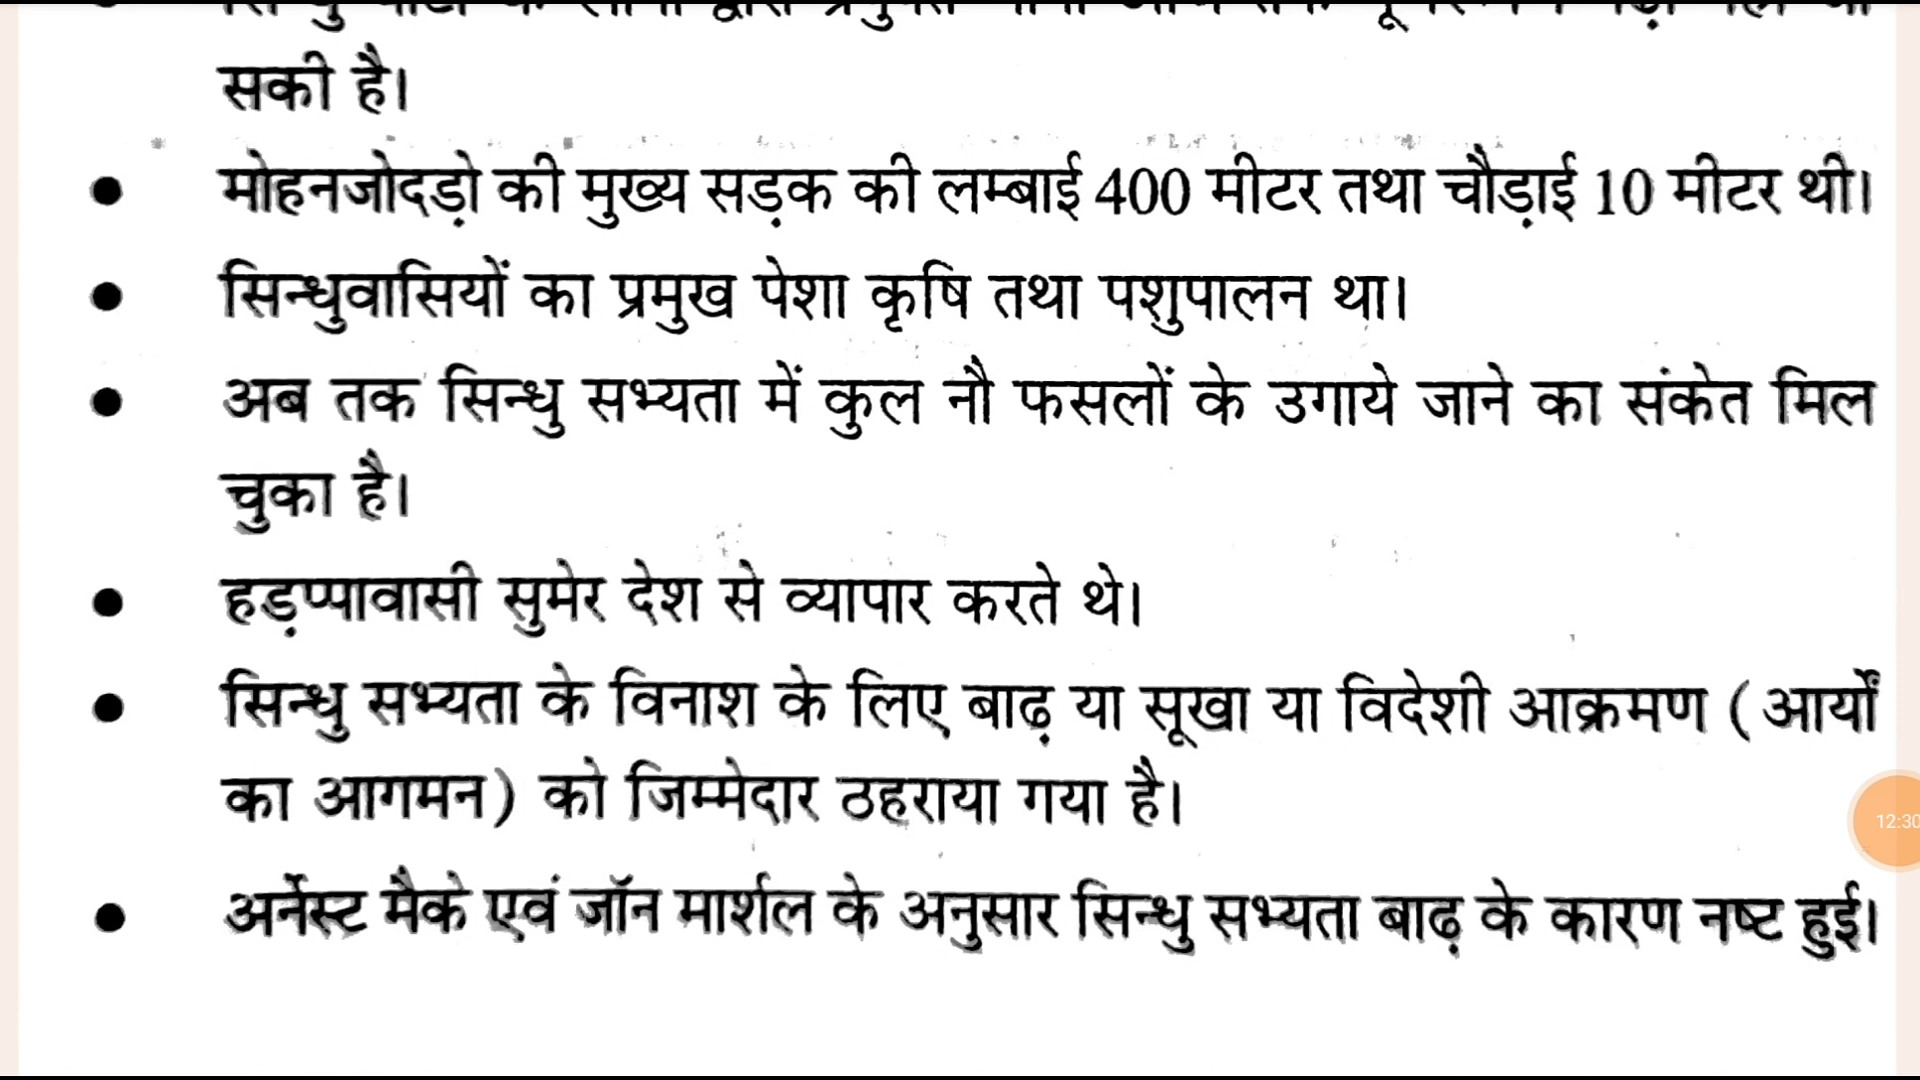 सकी है।
• मोहनजोदड़ो की मुख्य सड़क की लम्बाई 400 मीटर तथा चौड़ाई 10 मीटर थी।
• सिन्धुवासियों का प्रमुख पेशा कृषि तथा पशुपालन था।
• अब तक सिन्धु सभ्यता में कुल नौ फसलों के उगाये जाने का संकेत मिल
चुका है।
• हड़प्पावासी सुमेर देश से व्यापार करते थे।
• सिन्धु सभ्यता के विनाश के लिए बाढ़ या सूखा या विदेशी आक्रमण (आर्यों
का आगमन) को जिम्मेदार ठहराया गया है।
12:30
• अर्नेस्ट मैके एवं जॉन मार्शल के अनुसार सिन्धु सभ्यता बाढ़ के कारण नष्ट हुई।